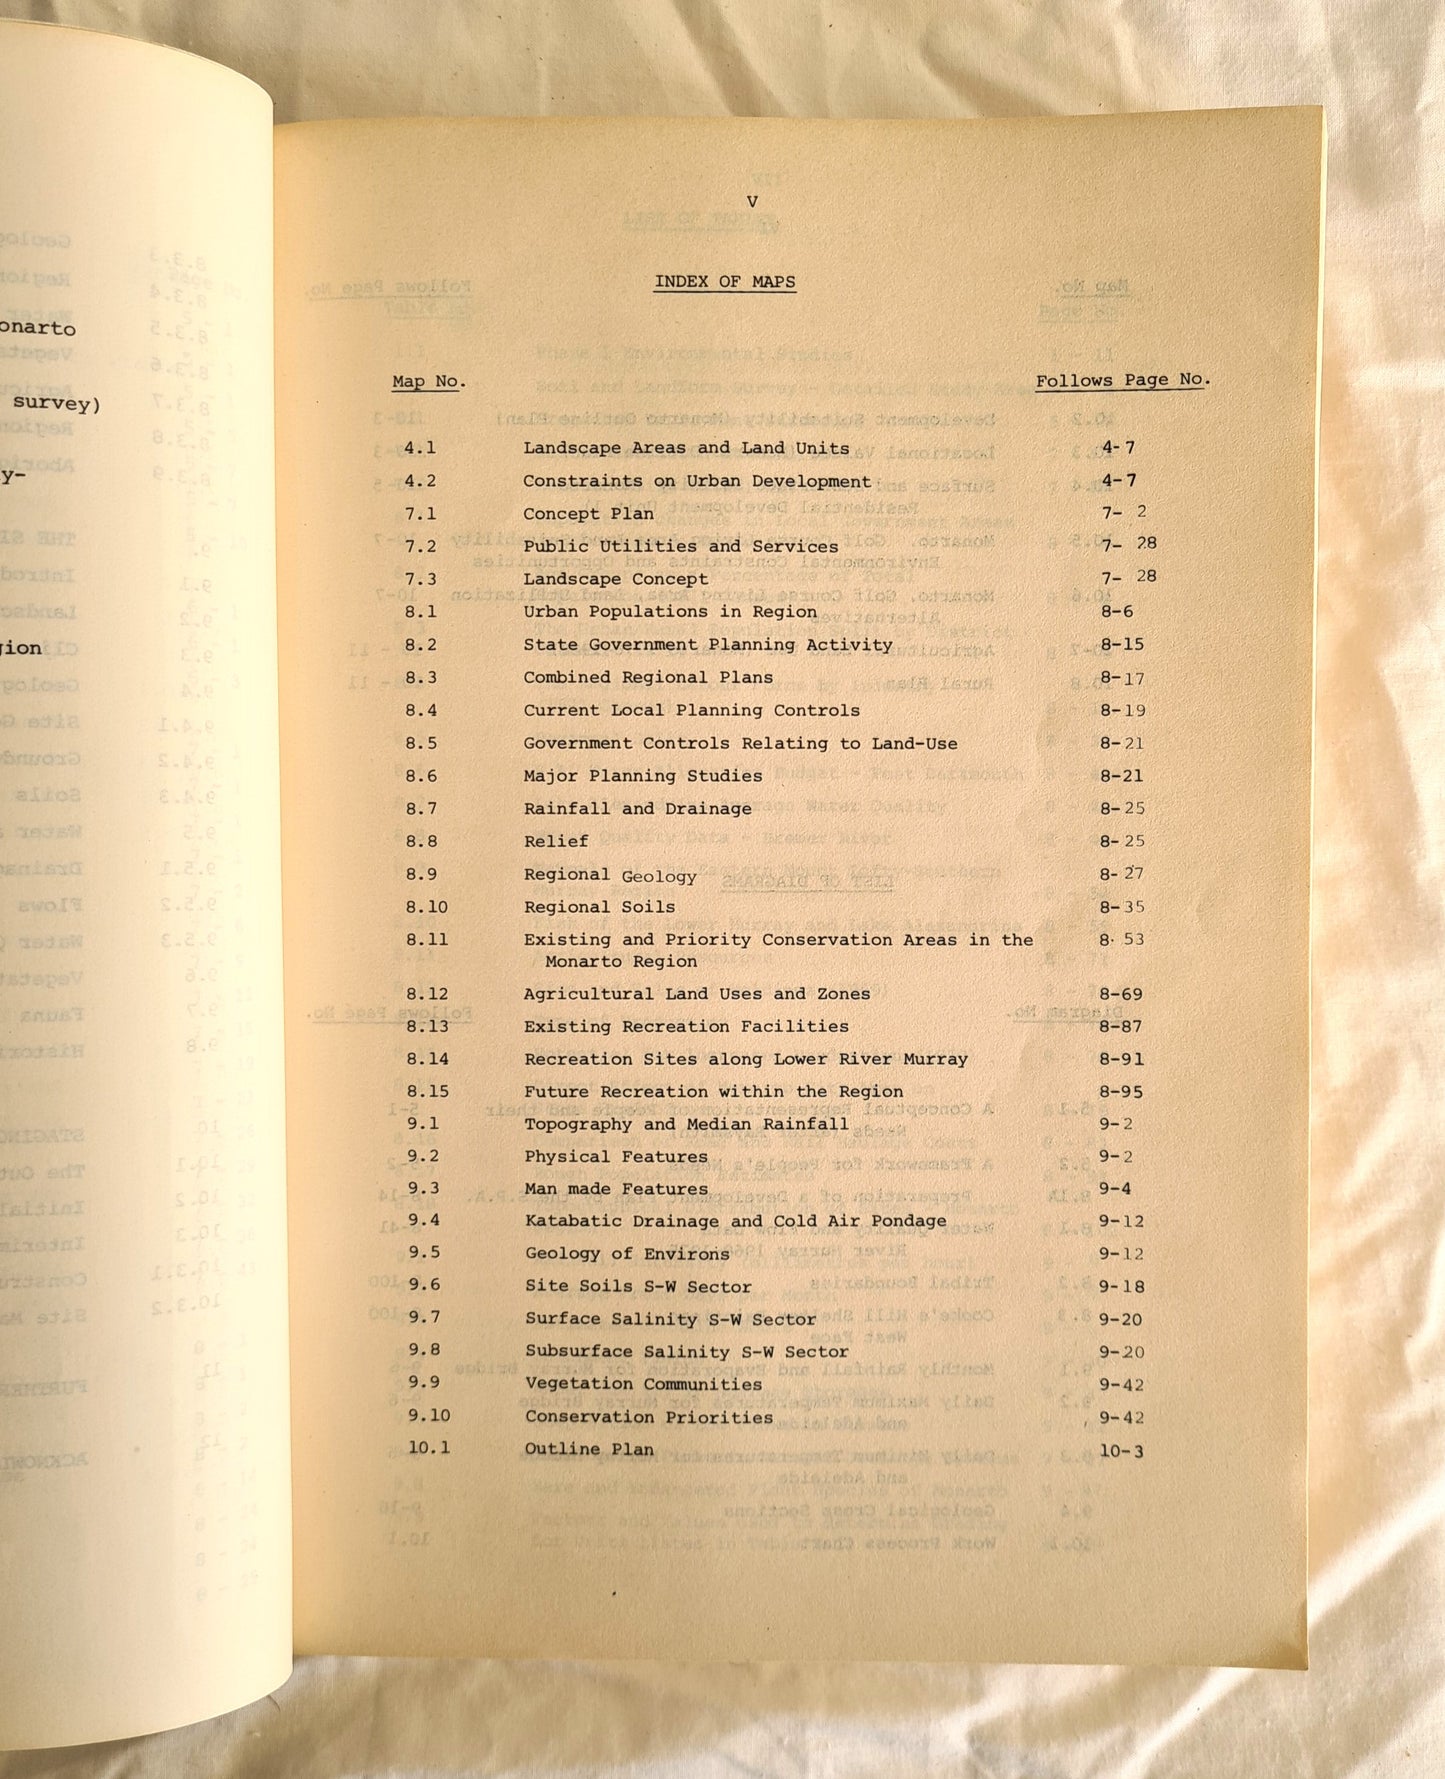 onarto
survey)
y-
gion
V
INDEX OF MAPS
Map No. Follows Page No.
4.1 Landscape Areas and Land Units 4-7
4.2 Constraints on Urban Development 4-7
7.1 Concept Plan 7- 2
7.2 Public Utilities and Services 7- 28
7.3 Landscape Concept 7- 28
8.1 Urban Populations in Region 8-6
8.2 State Government Planning Activity 8-15
8.3 Combined Regional Plans 8-17
8.4 Current Local Planning Controls 8-19
8.5 Government Controls Relating to Land-Use 8-21
8.6 Major Planning Studies 8-21
8.7 Rainfall and Drainage 8-25
8.8 Relief 8-25
8.9 Regional Geology 8-27
8.10 Regional Soils 8-35
8.11 Existing and Priority Conservation Areas in the 8- 53
Monarto Region
8.12 Agricultural Land Uses and Zones 8-69
8.13 Existing Recreation Facilities 8-87
8.14 Recreation Sites along Lower River Murray 8-91
8.15 Future Recreation within the Region 8-95
9.1 Topography and Median Rainfall 9-2
9.2 Physical Features 9-2
9.3 Man made Features 9-4
9.4 Katabatic Drainage and Cold Air Pondage 9-12
9.5 Geology of Environs 9-12
9.6 Site Soils S-W Sector 9-18
9.7 Surface Salinity S-W Sector 9-20
9.8 Subsurface Salinity S-W Sector 9-20
9.9 Vegetation Communities 9-42
9.10 Conservation Priorities 9-42
10.1 Outline Plan 10-3